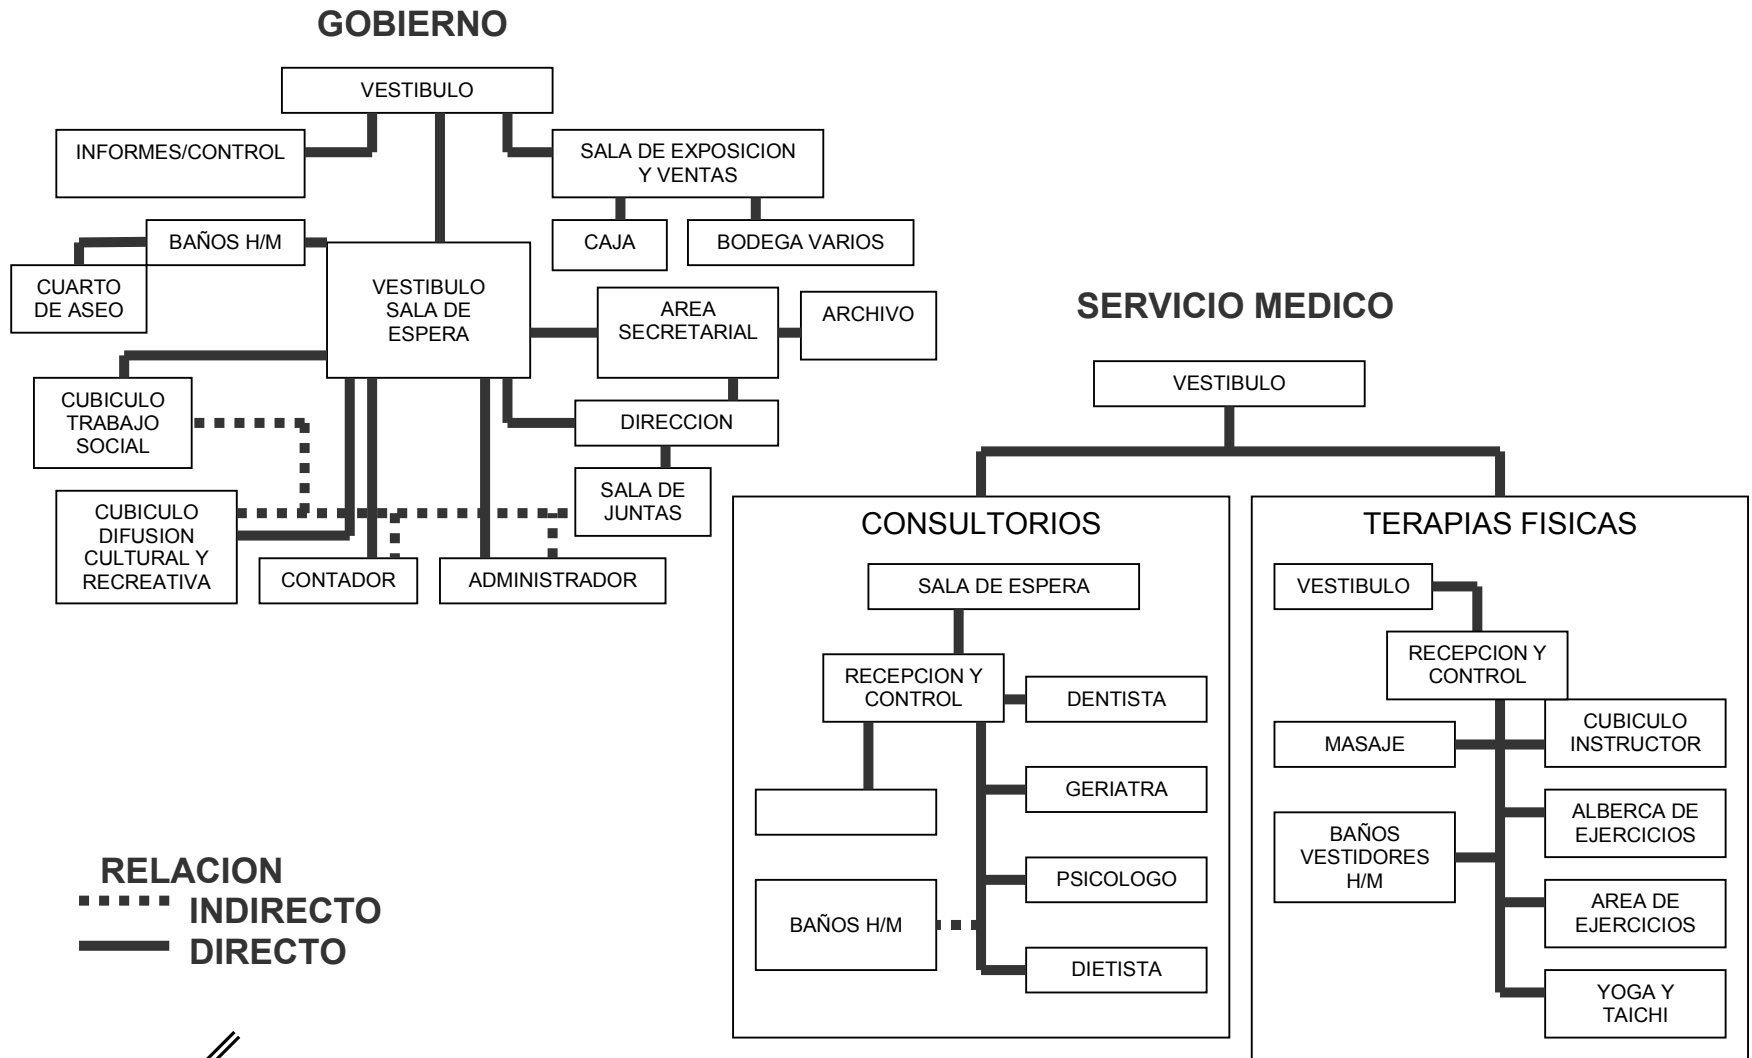 GOBIERNO
VESTIBULO
INFORMES/CONTROL
SALA DE EXPOSICION
Y VENTAS
CAJA
BODEGA VARIOS
BAÑOS H/M
CUARTO
DE ASEO
VESTIBULO
SALA DE
ESPERA
AREA
SECRETARIAL
ARCHIVO
CUBICULO
TRABAJO
SOCIAL
DIRECCION
SALA DE
JUNTAS
CUBICULO
DIFUSION
CULTURAL Y
RECREATIVA
CONTADOR
ADMINISTRADOR
RELACION
INDIRECTO
DIRECTO
SERVICIO MEDICO
VESTIBULO
CONSULTORIOS
SALA DE ESPERA
RECEPCION Y
CONTROL
DENTISTA
GERIATRA
PSICOLOGO
BAÑOS H/M
DIETISTA
TERAPIAS FISICAS
VESTIBULO
RECEPCION Y
CONTROL
MASAJE
CUBICULO
INSTRUCTOR
ALBERCA DE
EJERCICIOS
BAÑOS
VESTIDORES
H/M
AREA DE
EJERCICIOS
YOGA Y
TAICHI